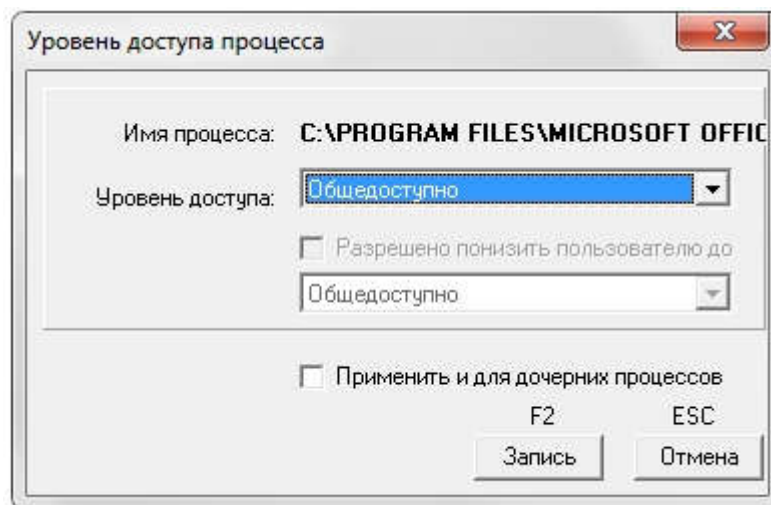 Уровень доступа процесса
Имя процесса: C:\PROGRAM FILES\MICROSOFT OFFIC
Уровень доступа: Общедоступно
Разрешено понизить пользователю до
Общедоступно
Применить и для дочерних процессов
F2 ESC
Запись Отмена